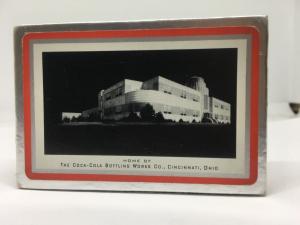 HOME OF
THE COCA-COLA BOTTLING WORKS CO., CINCINNATI, OHIO